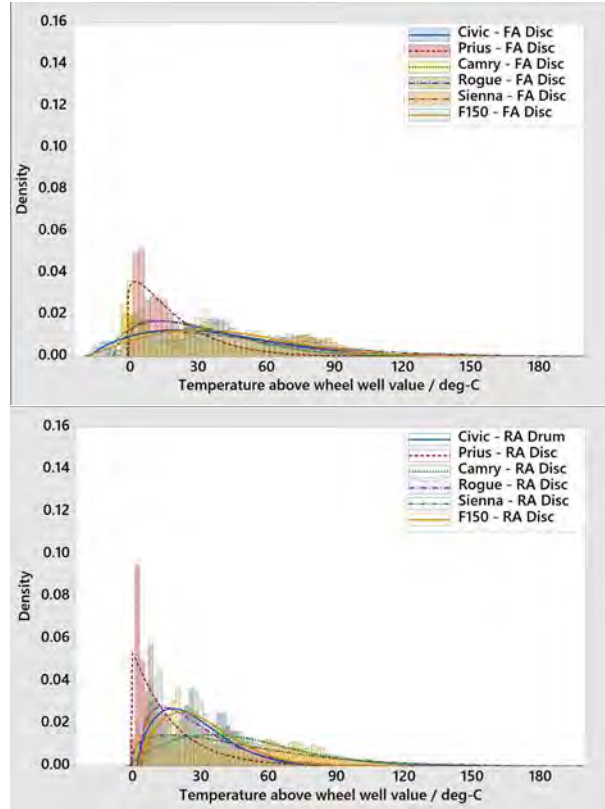 0.16
0.14
0.12
0.10
0.08
0.06
0.04
0.02
0.00
Density
Civic - FA Disc
Prius - FA Disc
Camry - FA Disc
Rogue - FA Disc
Sienna - FA Disc
F150 - FA Disc
0 30 60 90 120 150 180
Temperature above wheel well value / deg-C
0.16
0.14
0.12
0.10
0.08
0.06
0.04
0.02
0.00
Density
Civic - RA Drum
Prius - RA Disc
Camry - RA Disc
Rogue - RA Disc
Sienna - RA Disc
F150 - RA Disc
0 30 60 90 120 150 180
Temperature above wheel well value / deg-C